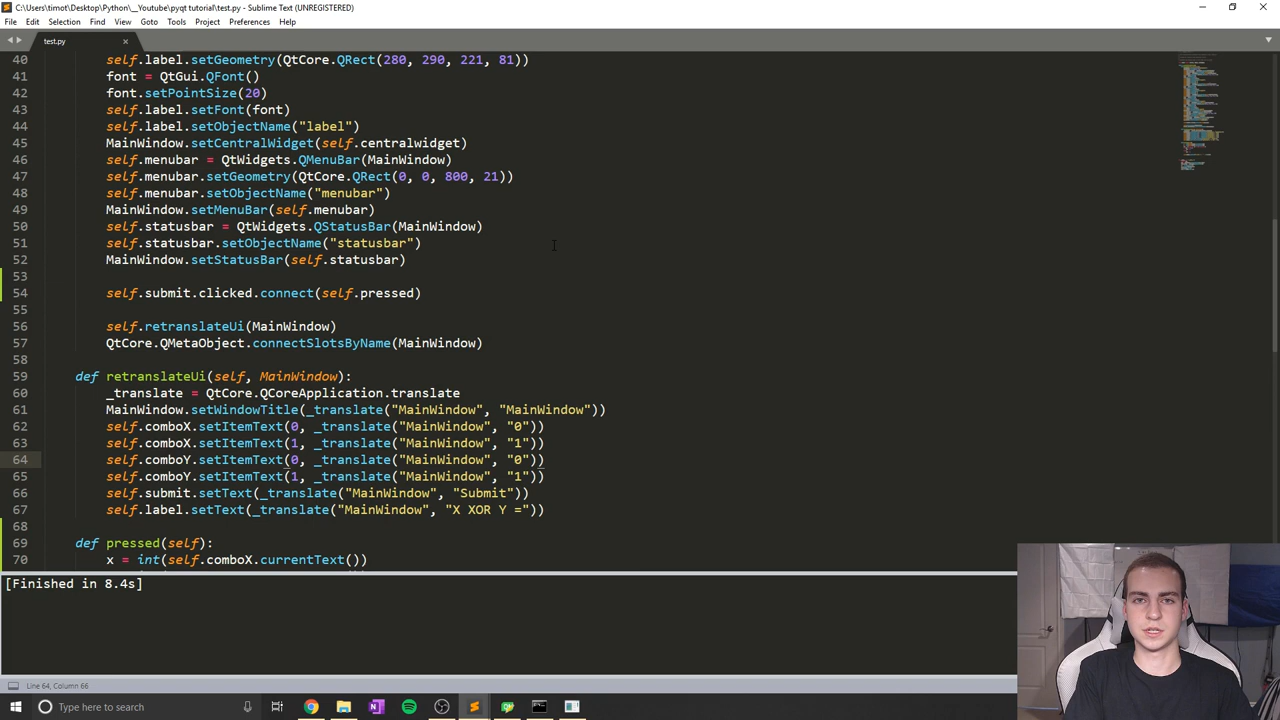 C:\Users\timot\Desktop\Python\__Youtube\pyqt tutorial\test.py - Sublime Text (UNREGISTERED)
File Edit Selection Find View Goto Tools Project Preferences Help
test.py
40 self.label.setGeometry(QtCore.QRect(280, 290, 221, 81))
41 font = QtGui.QFont()
42 font.setPointSize(20)
43 self.label.setFont(font)
44 self.label.setObjectName("label")
45 MainWindow.setCentralWidget(self.centralwidget)
46 self.menubar = QtWidgets.QMenuBar(MainWindow)
47 self.menubar.setGeometry(QtCore.QRect(0, 0, 800, 21))
48 self.menubar.setObjectName("menubar")
49 MainWindow.setMenuBar(self.menubar)
50 self.statusbar = QtWidgets.QStatusBar(MainWindow)
51 self.statusbar.setObjectName("statusbar")
52 MainWindow.setStatusBar(self.statusbar)
53
54 self.submit.clicked.connect(self.pressed)
55
56 self.retranslateUi(MainWindow)
57 QtCore.QMetaObject.connectSlotsByName(MainWindow)
58
59 def retranslateUi(self, MainWindow):
60 _translate = QtCore.QCoreApplication.translate
61 MainWindow.setWindowTitle(_translate("MainWindow", "MainWindow"))
62 self.comboX.setItemText(0, _translate("MainWindow", "0"))
63 self.comboX.setItemText(1, _translate("MainWindow", "1"))
64 self.comboY.setItemText(0, _translate("MainWindow", "0"))
65 self.comboY.setItemText(1, _translate("MainWindow", "1"))
66 self.submit.setText(_translate("MainWindow", "Submit"))
67 self.label.setText(_translate("MainWindow", "X XOR Y ="))
68
69 def pressed(self):
70 x = int(self.comboX.currentText())
[Finished in 8.4s]
Line 64, Column 66
Type here to search